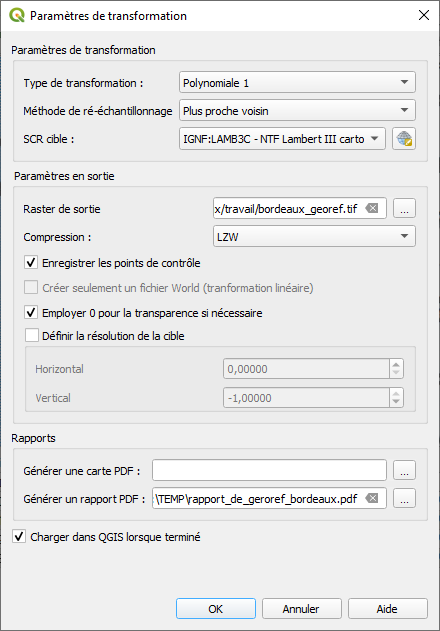 Paramètres de transformation
Paramètres de transformation
Type de transformation :
Polynomiale 1
Méthode de ré-échantillonnage
Plus proche voisin
SCR cible :
IGNF:LAMB3C - NTF Lambert III carto
Paramètres en sortie
Raster de sortie
x/travail/bordeaux_georef.tif
...
Compression :
LZW
Enregistrer les points de contrôle
Créer seulement un fichier World (tranformation linéaire)
Employer 0 pour la transparence si nécessaire
Définir la résolution de la cible
Horizontal
0,00000
Vertical
-1,00000
Rapports
Générer une carte PDF :
...
Générer un rapport PDF :
:\TEMP\rapport_de_geroref_bordeaux.pdf
...
Charger dans QGIS lorsque terminé
OK
Annuler
Aide